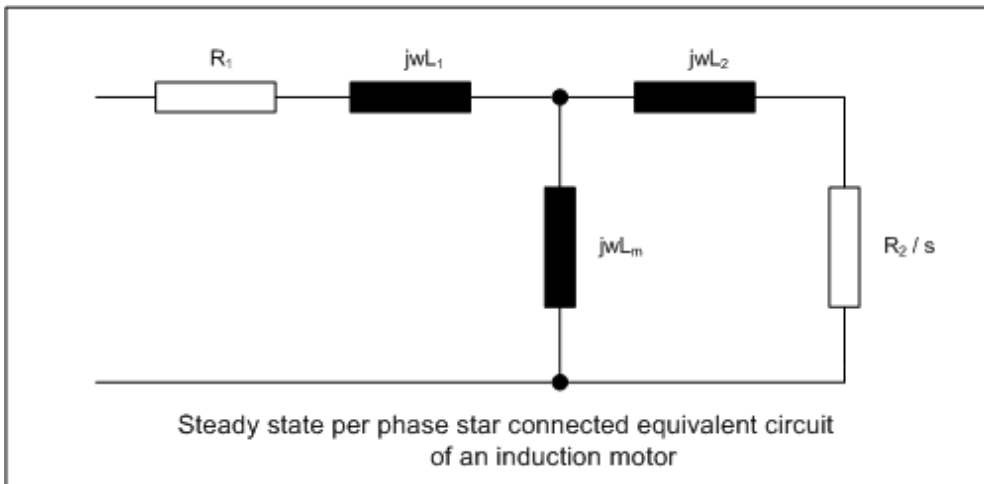 R₁ jwL₁ jwL₂
jwLₘ R₂ / s
Steady state per phase star connected equivalent circuit
of an induction motor